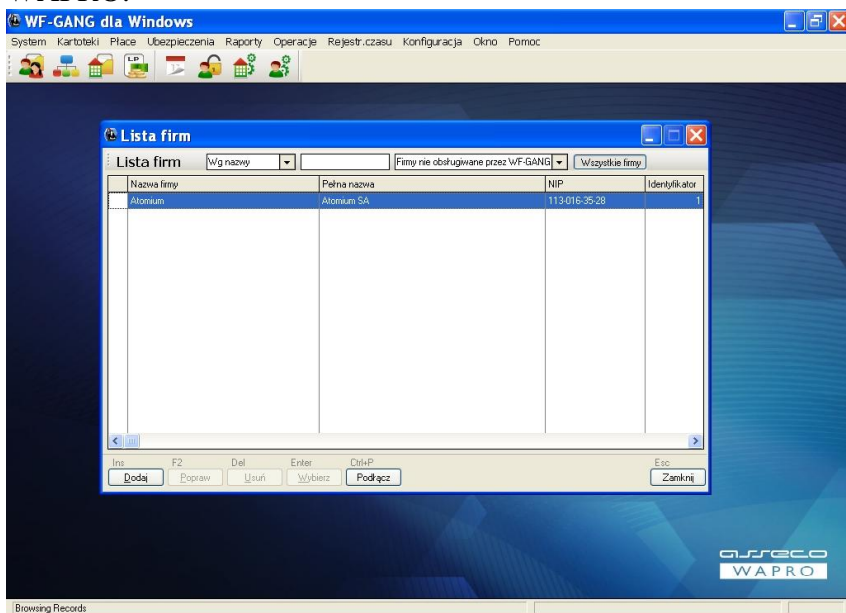 WF-GANG dla Windows
System Kartoteki Płace Ubezpieczenia Raporty Operacje Rejestr.czasu Konfiguracja Okno Pomoc
Lista firm
Lista firm Wg nazwy Firmy nie obsługiwane przez WF-GANG Wszystkie firmy
Nazwa firmy Pełna nazwa NIP Identyfikator
Atomium Atomium SA 113-016-35-28 1
Ins F2 Del Enter Ctrl+P Esc
Dodaj Popraw Usuń Wybierz Podłącz Zamknij
asseco
WAPRO
Browsing Records